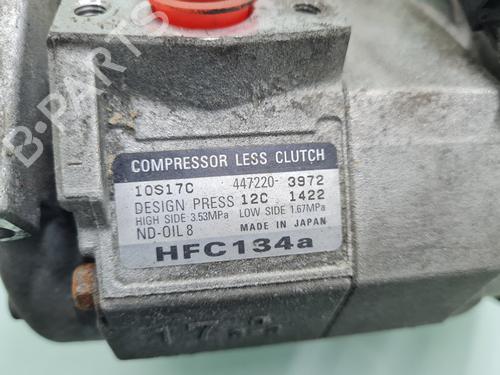 B-PARTS
COMPRESSOR LESS CLUTCH
10S17C 447220-3972
DESIGN PRESS 12C 1422
HIGH SIDE 3.53MPa LOW SIDE 1.67MPa
ND-OIL 8 MADE IN JAPAN
HFC134a